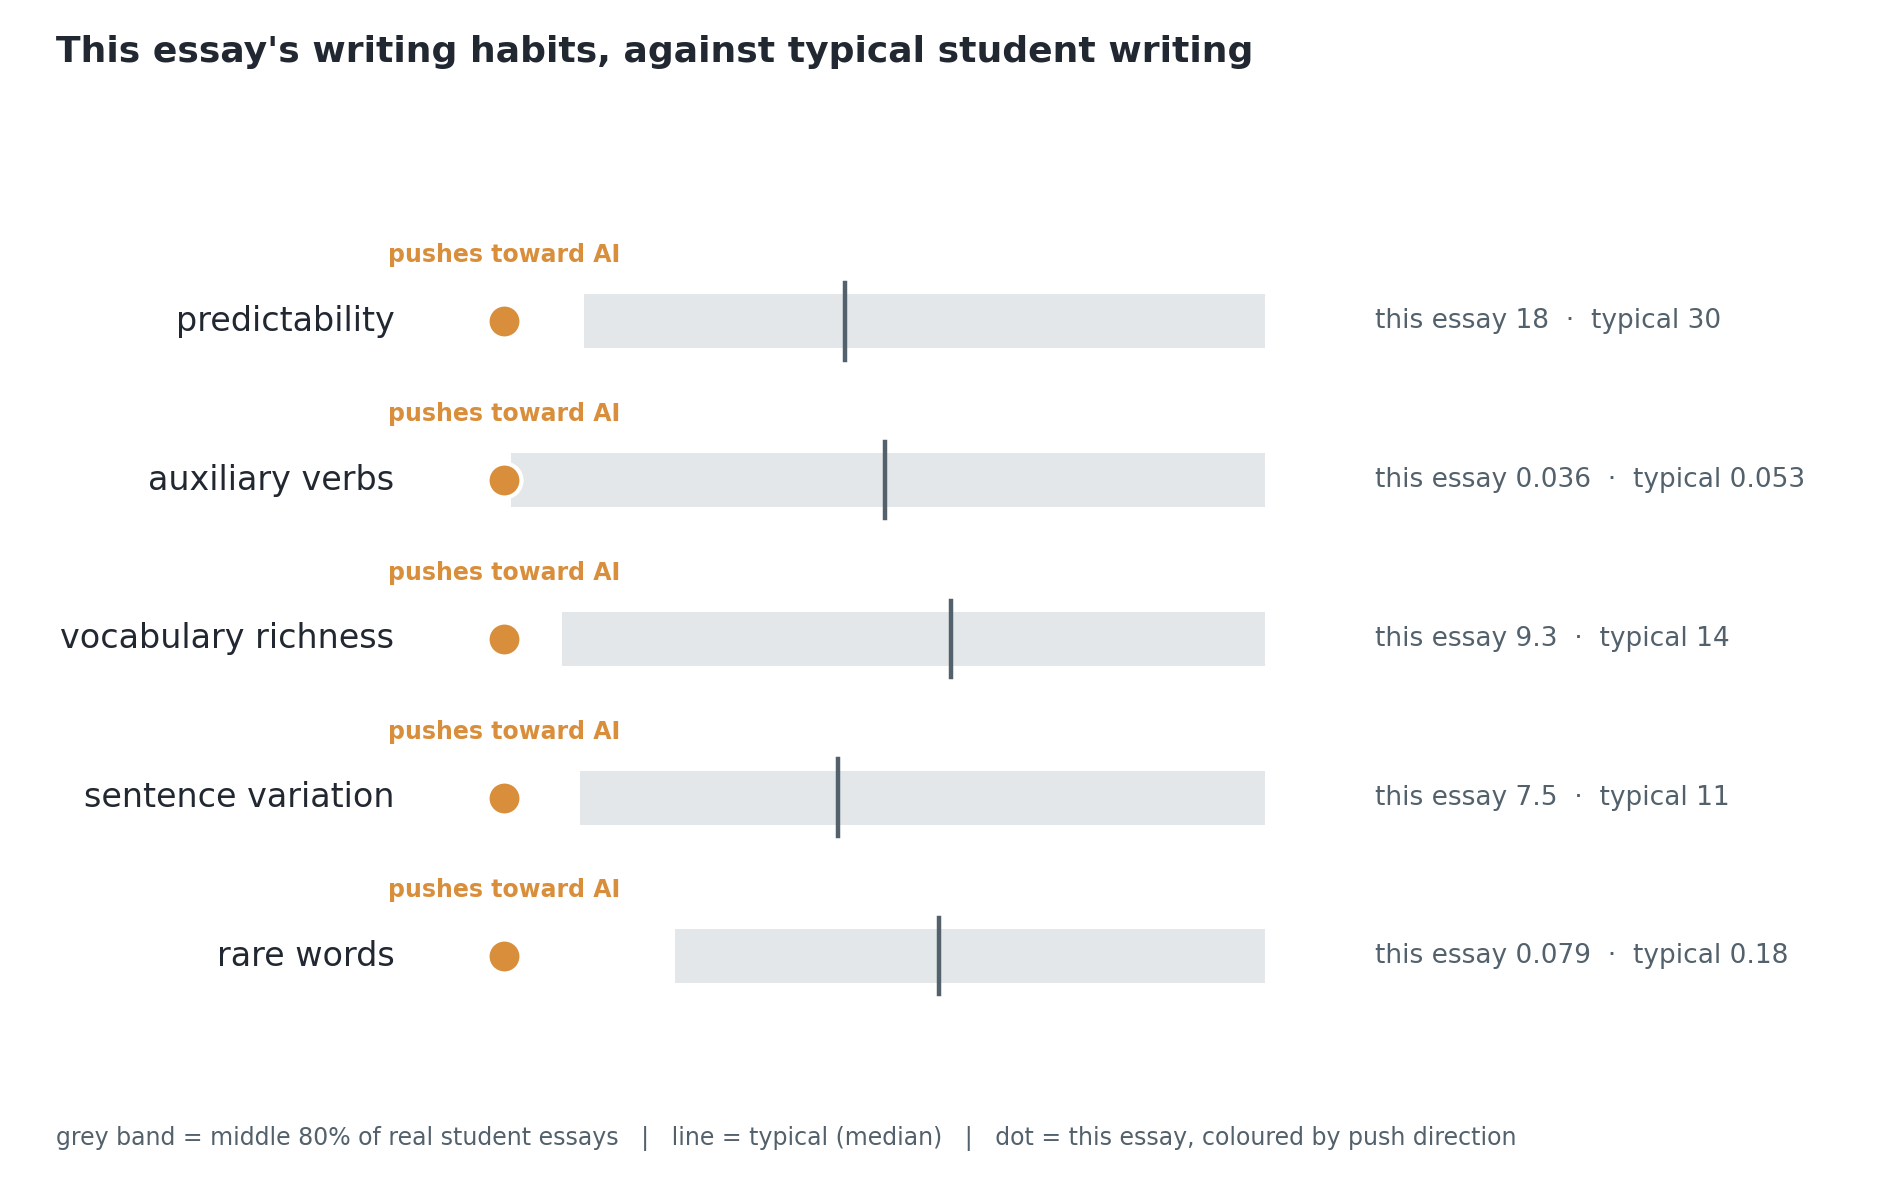 This essay's writing habits, against typical student writing
pushes toward AI
predictability
this essay 18 · typical 30
pushes toward AI
auxiliary verbs
this essay 0.036 · typical 0.053
pushes toward AI
vocabulary richness
this essay 9.3 · typical 14
pushes toward AI
sentence variation
this essay 7.5 · typical 11
pushes toward AI
rare words
this essay 0.079 · typical 0.18
grey band = middle 80% of real student essays | line = typical (median) | dot = this essay, coloured by push direction